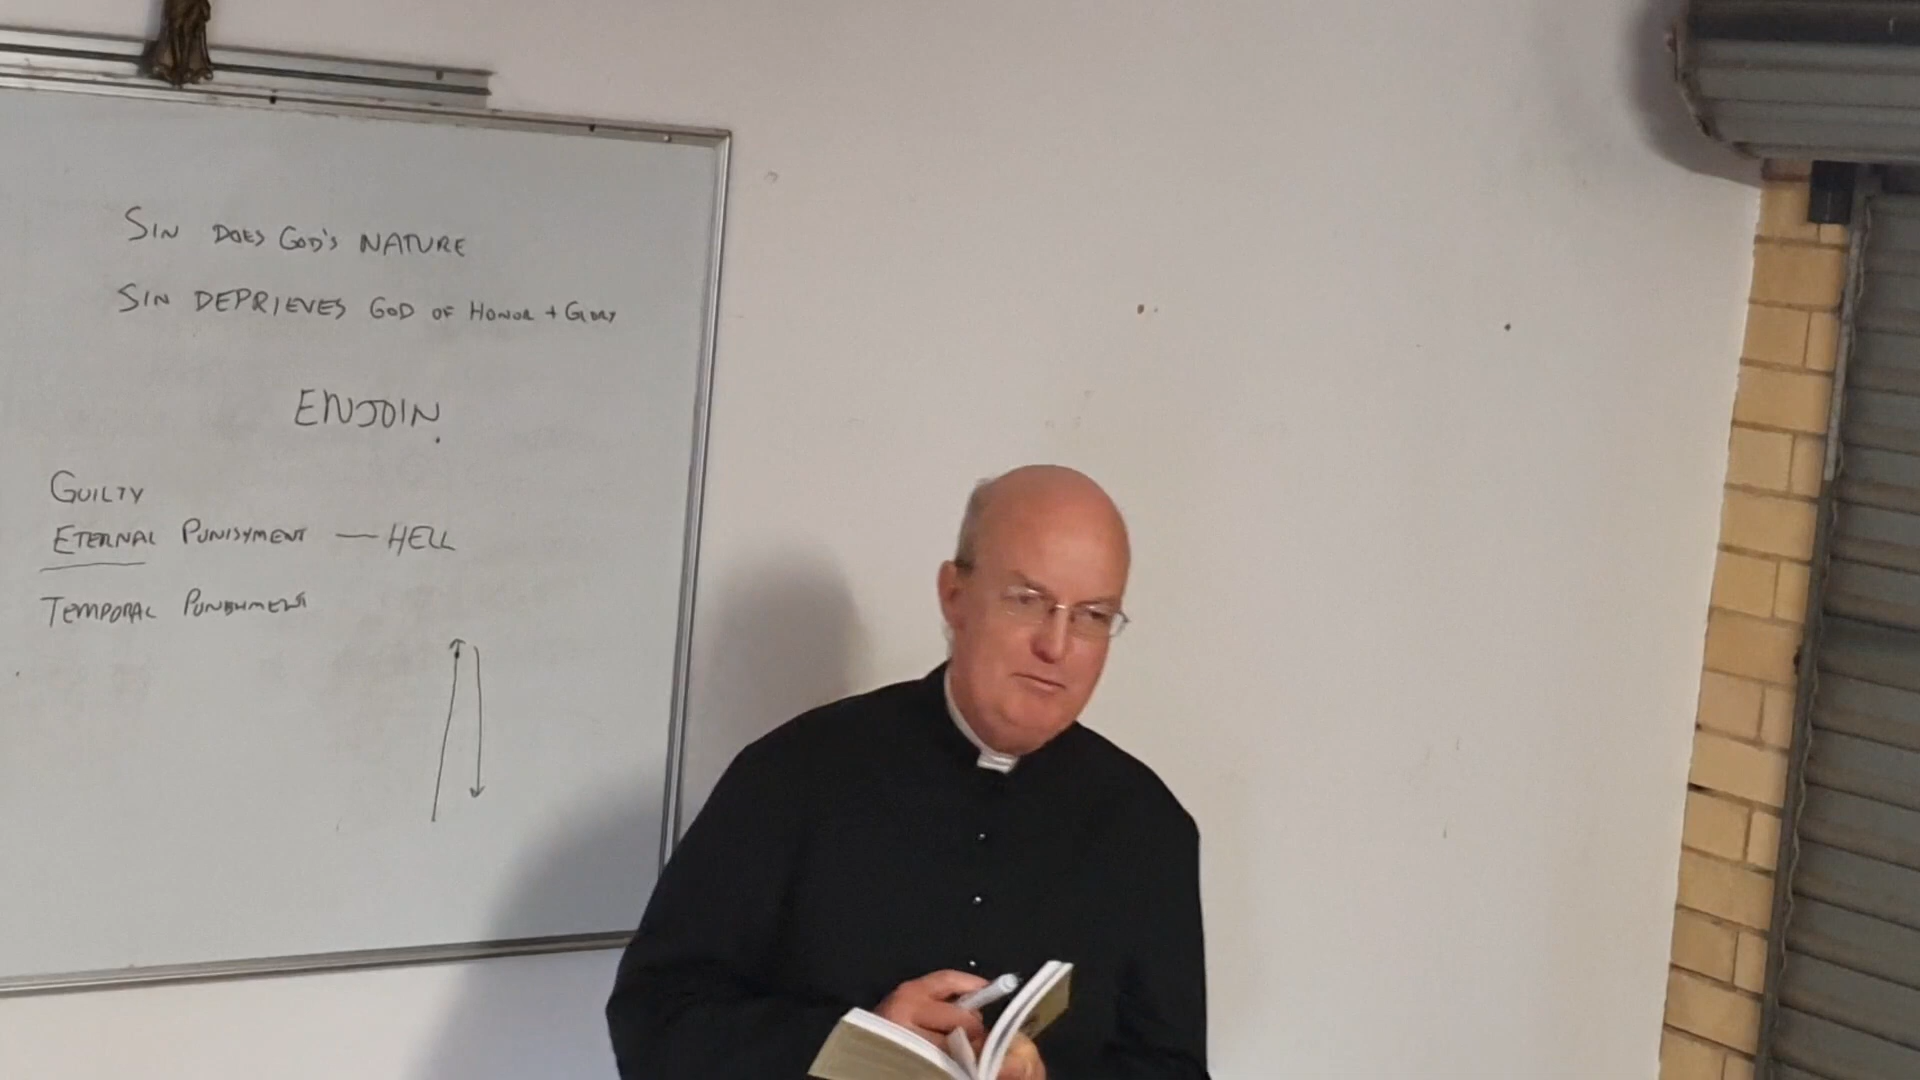 SIN DOES GOD'S NATURE
SIN DEPRIEVES GOD OF HONOR + GLORY
ENJOIN.
GUILTY
ETERNAL PUNISYMENT — HELL
TEMPORAL PUNISHMENT